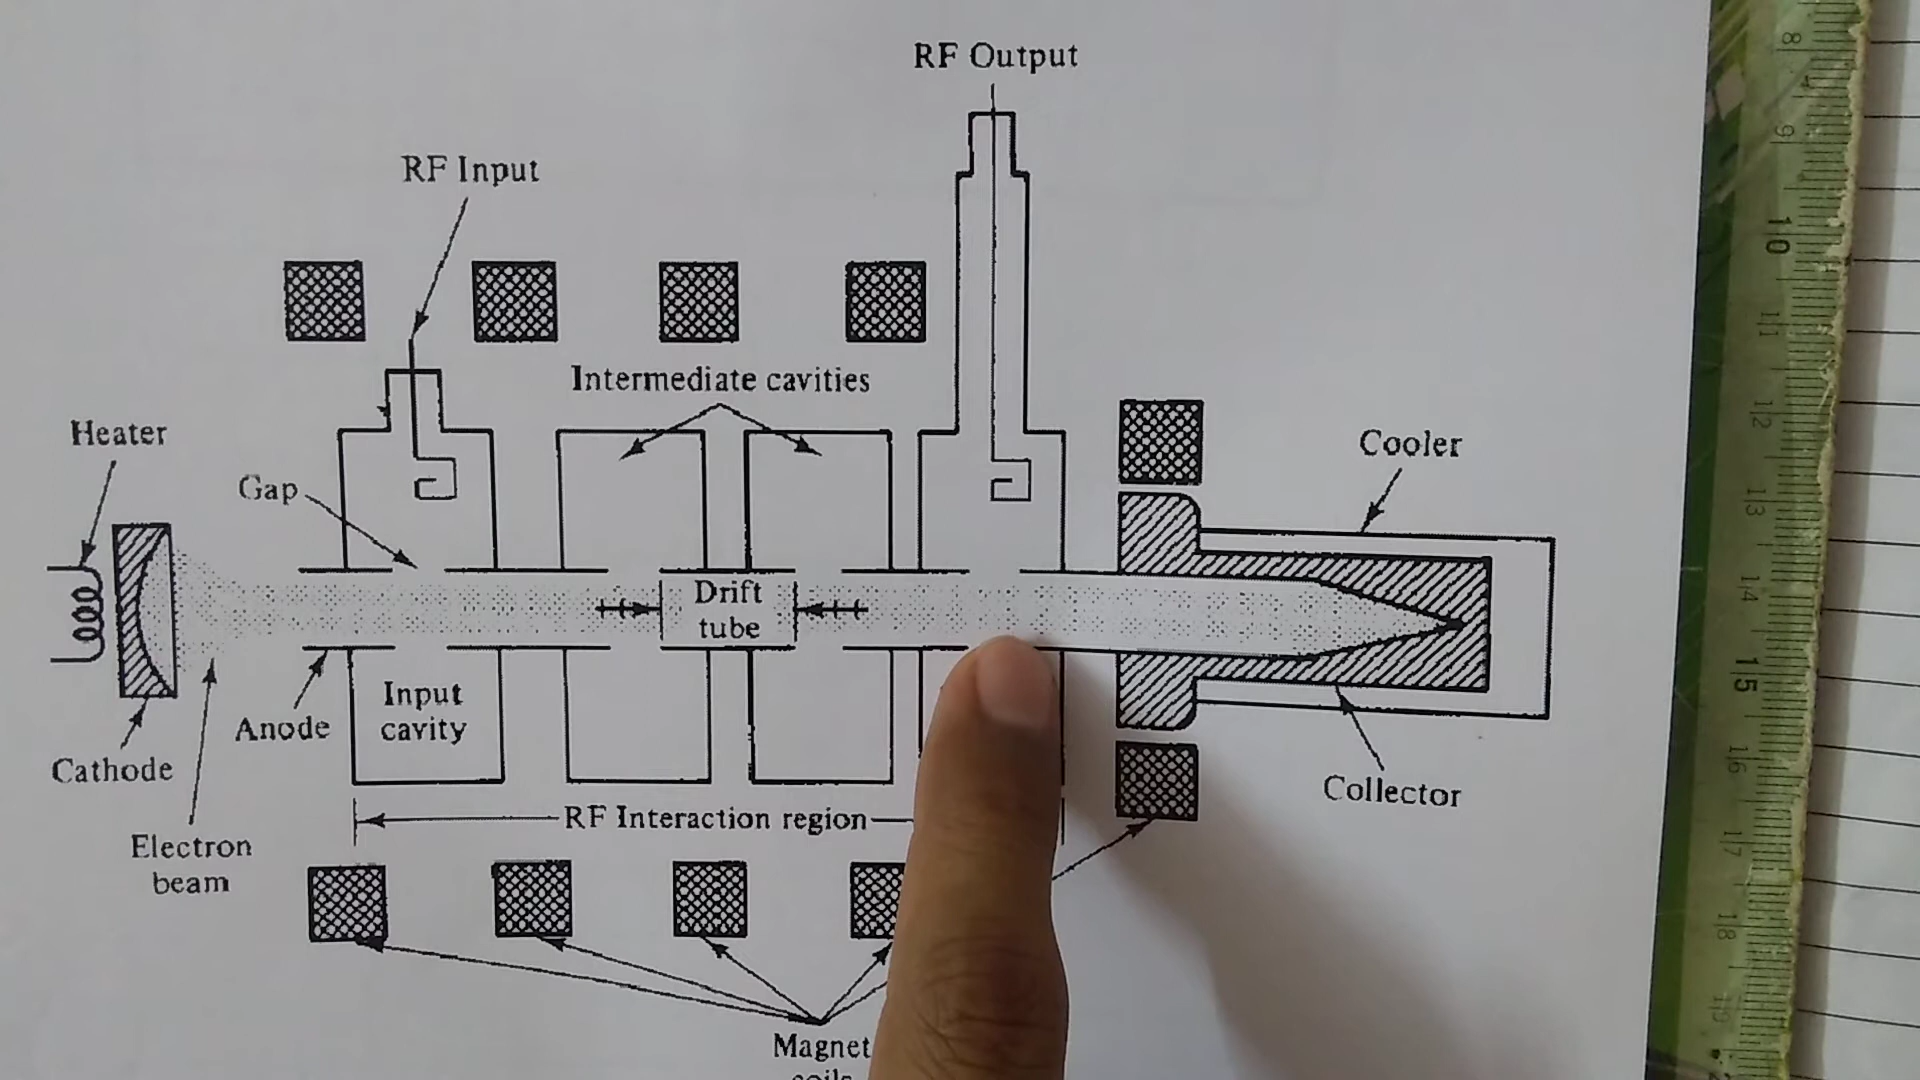 RF Output
RF Input
Intermediate cavities
Heater
Cooler
Gap
Drift
tube
Input
cavity
Anode
Cathode
Collector
RF Interaction region
Electron
beam
Magnet
coils
8
9
10
11
12
13
14
15
16
17
18
19